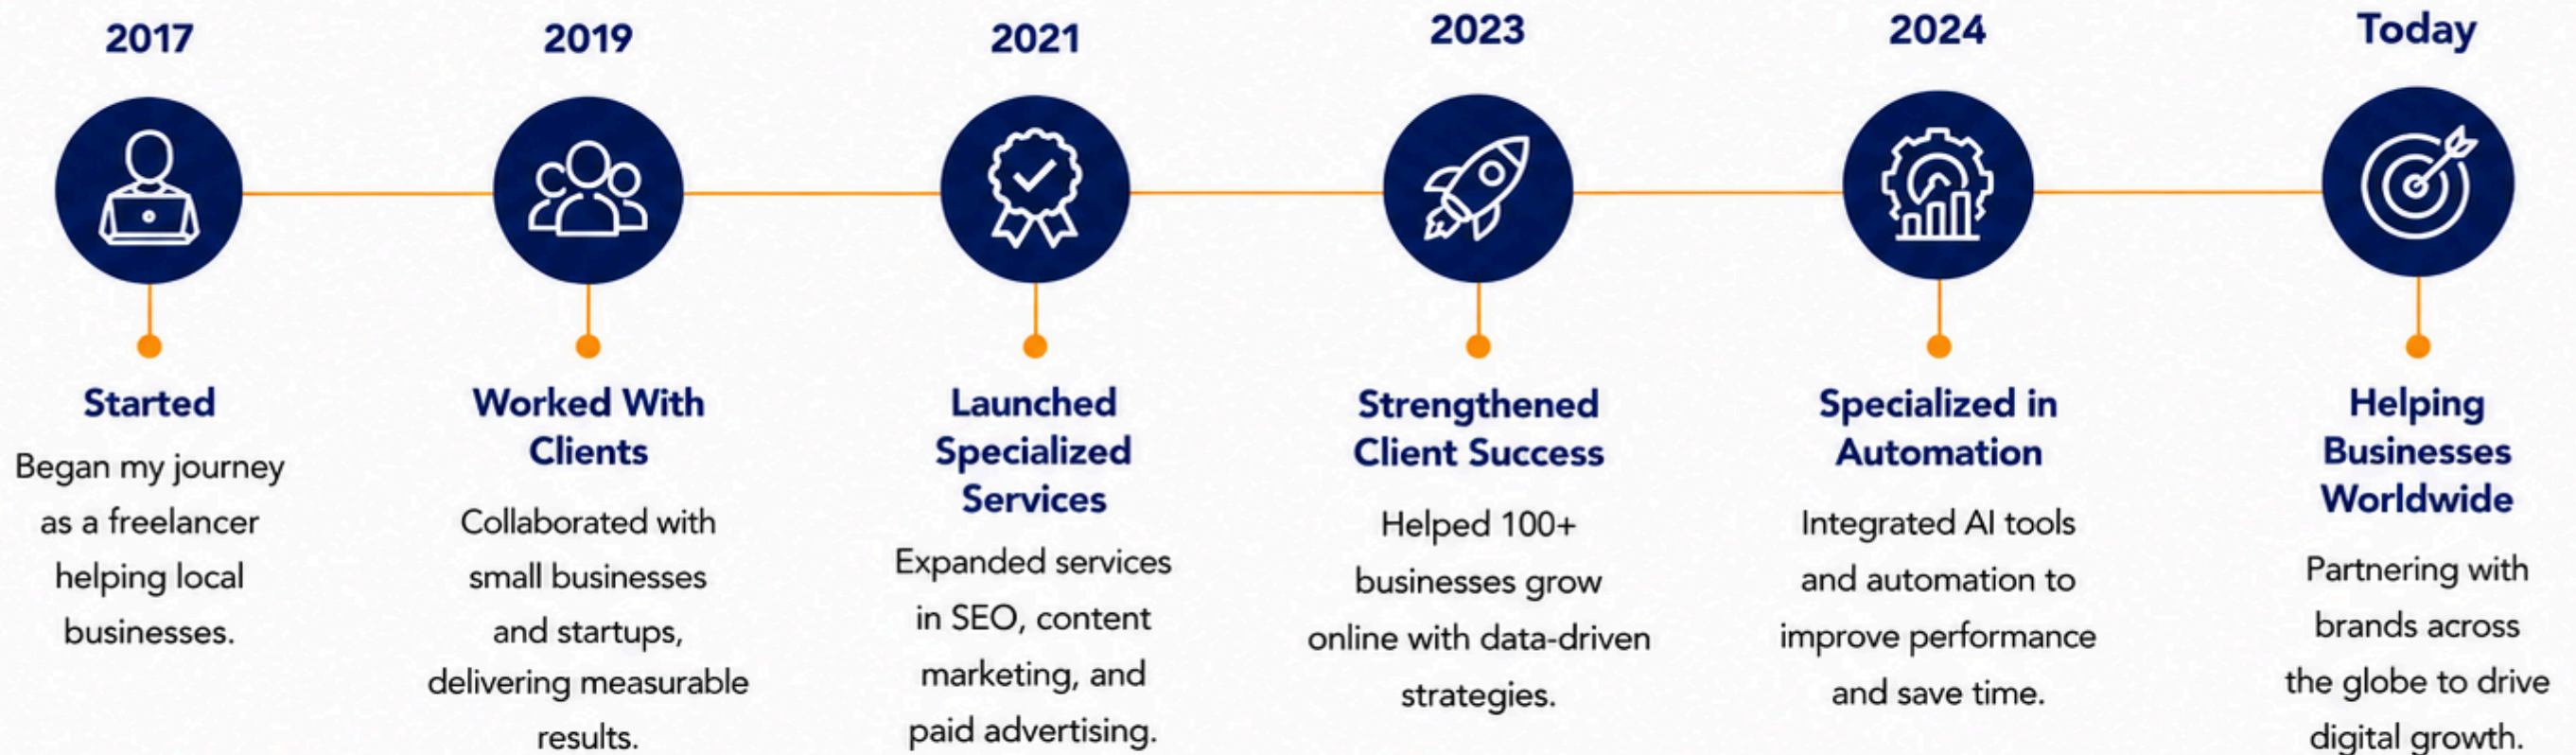 2017
Started
Began my journey
as a freelancer
helping local
businesses.
2019
Worked With
Clients
Collaborated with
small businesses
and startups,
delivering measurable
results.
2021
Launched
Specialized
Services
Expanded services
in SEO, content
marketing, and
paid advertising.
2023
Strengthened
Client Success
Helped 100+
businesses grow
online with data-driven
strategies.
2024
Specialized in
Automation
Integrated AI tools
and automation to
improve performance
and save time.
Today
Helping
Businesses
Worldwide
Partnering with
brands across
the globe to drive
digital growth.